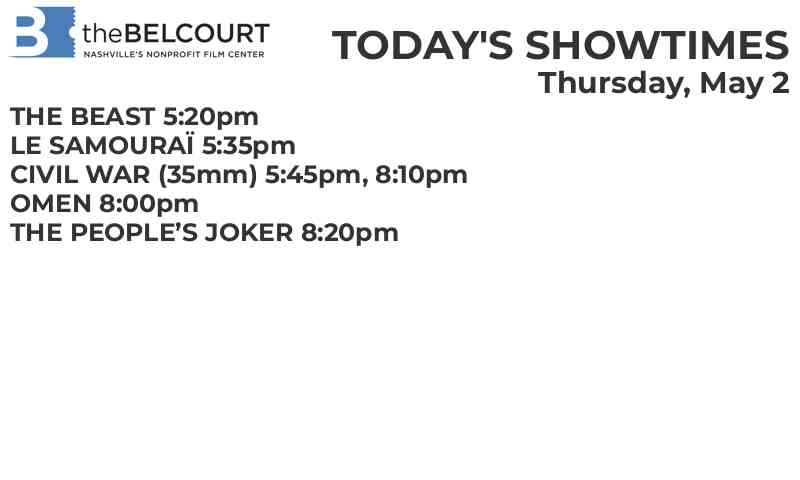 B theBELCOURT
NASHVILLE'S NONPROFIT FILM CENTER
TODAY'S SHOWTIMES
Thursday, May 2
THE BEAST 5:20pm
LE SAMOURAÏ 5:35pm
CIVIL WAR (35mm) 5:45pm, 8:10pm
OMEN 8:00pm
THE PEOPLE’S JOKER 8:20pm